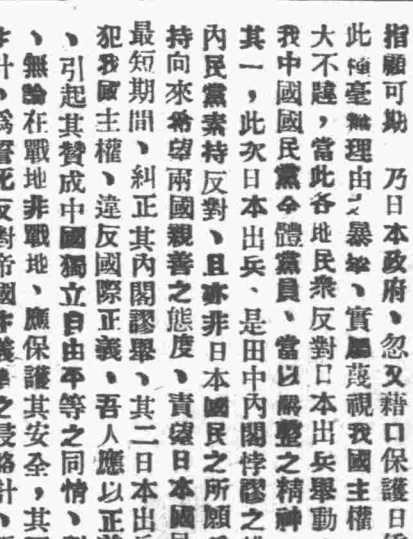 指顧可期　乃日本政府、忽又藉口保護日僑
此種毫無理由之暴舉、實屬蔑視我國主權
大不韙，當此各地民衆反對日本出兵舉動
我中國國民黨全體黨員、當以嚴整之精神
其一，此次日本出兵、是田中內閣悖謬之
內民黨素持反對、且亦非日本國民之所願
持向來希望兩國親善之態度、責望日本國
最短期間、糾正其內閣謬舉、其二日本出
犯我國主權、違反國際正義、吾人應以正
、引起其贊成中國獨立自由平等之同情、
、無論在戰地非戰地、應保護其安全，其
計、爲誓死反對帝國主義之侵略計、